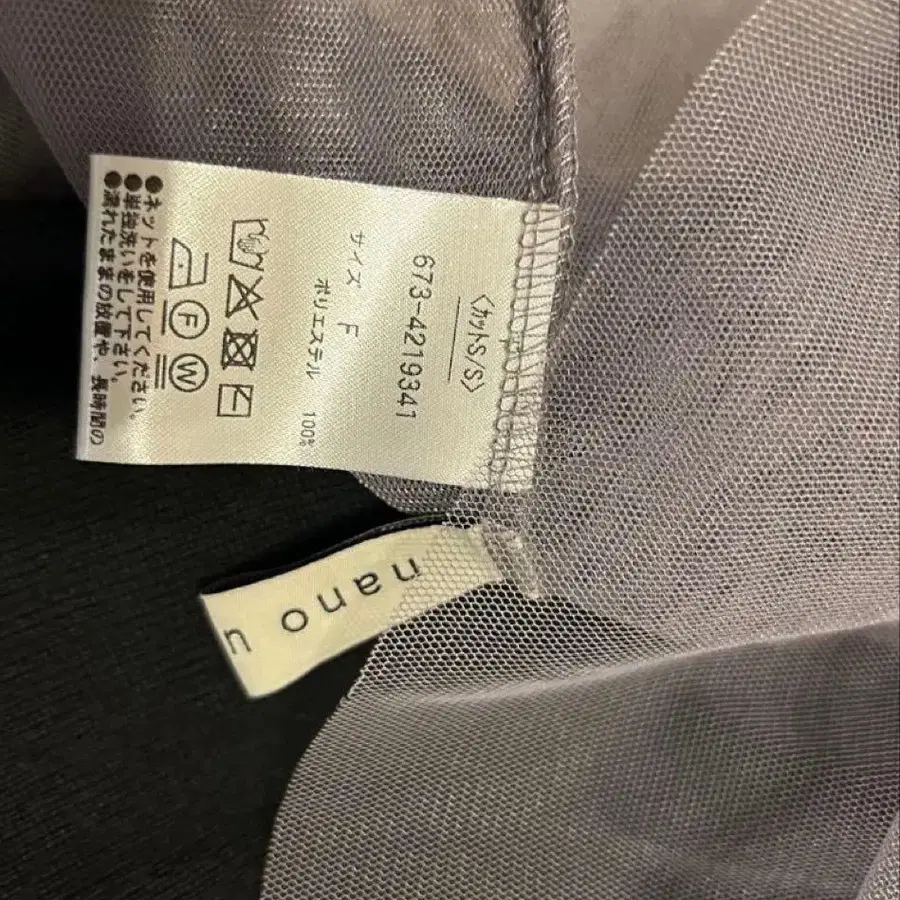 〈カットS/S〉
673-4219341
サイズ F
ポリエステル 100%
F W
●ネットを使用してください。
●単独洗いをして下さい。
●濡れたままの放置や、長時間の
nano u